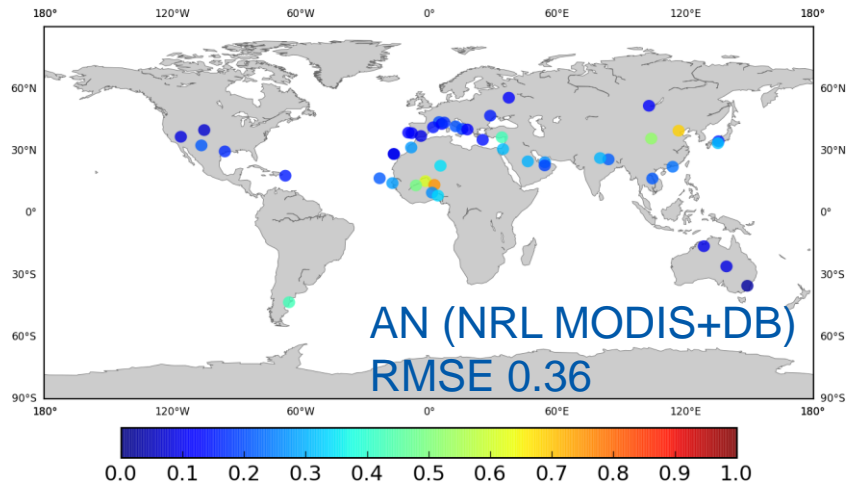 180° 120°W 60°W 0° 60°E 120°E 180°
60°N 60°N
30°N 30°N
0° 0°
30°S 30°S
AN (NRL MODIS+DB)
60°S 60°S
RMSE 0.36
90°S 90°S
180° 120°W 60°W 0° 60°E 120°E 180°
0.0 0.1 0.2 0.3 0.4 0.5 0.6 0.7 0.8 0.9 1.0